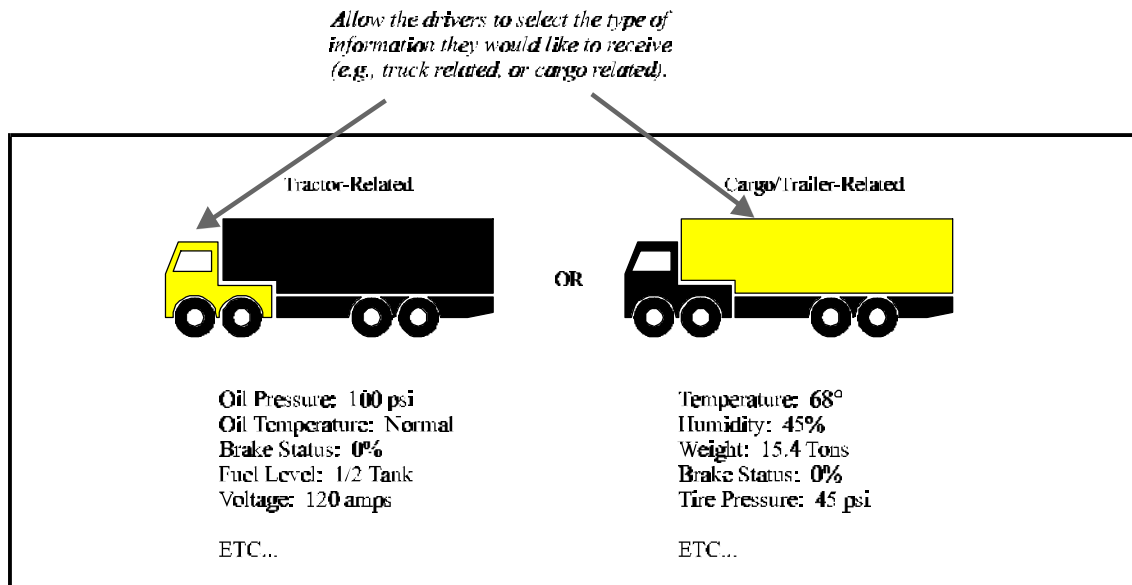 Allow the drivers to select the type of
information they would like to receive
(e.g., truck related, or cargo related).
Tractor-Related
Cargo/Trailer-Related
OR
Oil Pressure: 100 psi
Oil Temperature: Normal
Brake Status: 0%
Fuel Level: 1/2 Tank
Voltage: 120 amps
ETC...
Temperature: 68°
Humidity: 45%
Weight: 15.4 Tons
Brake Status: 0%
Tire Pressure: 45 psi
ETC...